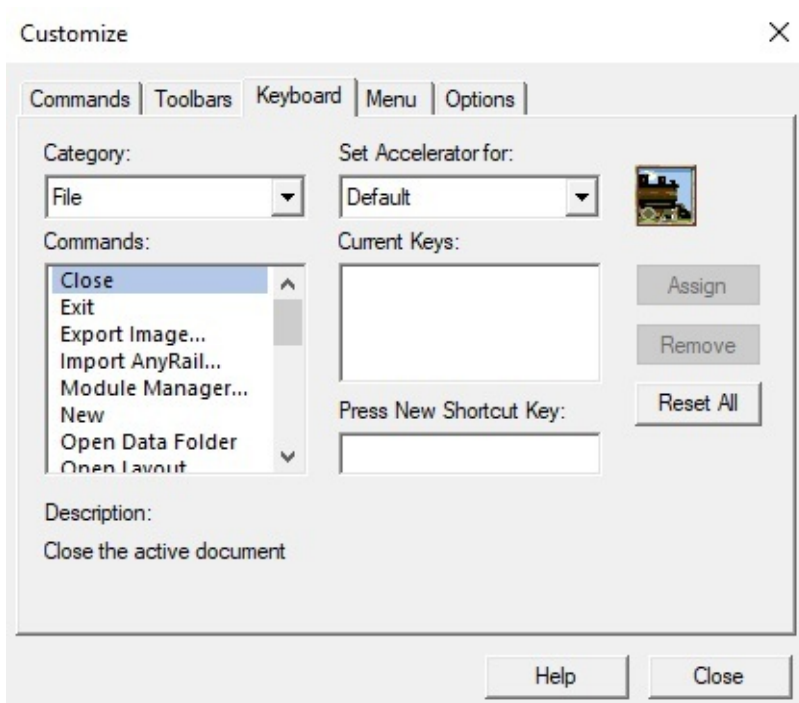 Customize
Commands Toolbars Keyboard Menu Options
Category:
Set Accelerator for:
File
Default
Commands:
Current Keys:
Close
Exit
Export Image...
Import AnyRail...
Module Manager...
New
Open Data Folder
Open Layout
Assign
Remove
Reset All
Press New Shortcut Key:
Description:
Close the active document
Help
Close